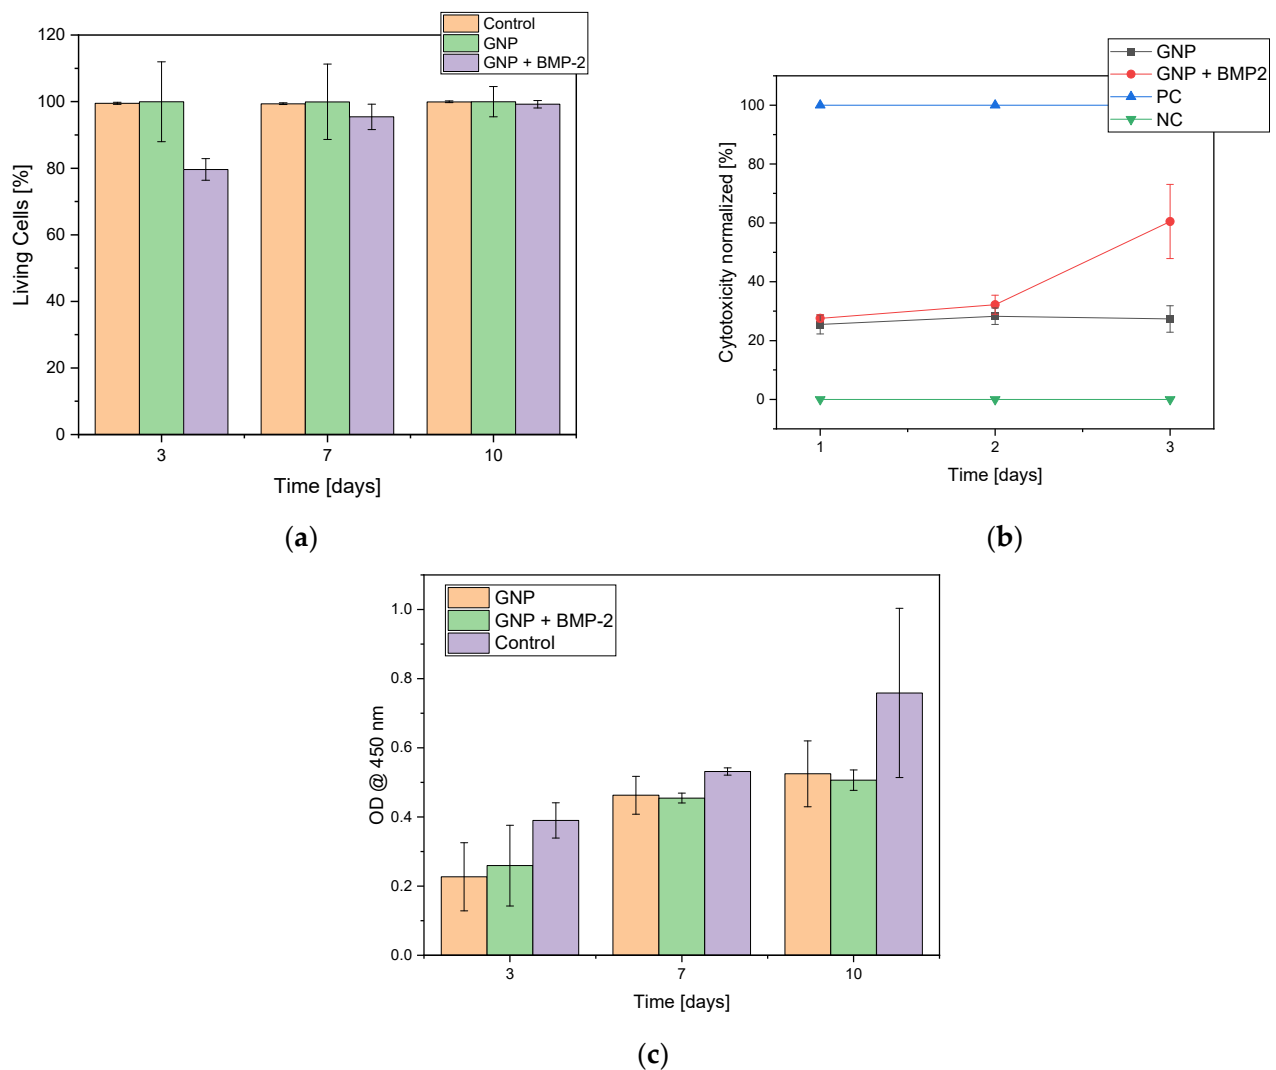 Control
GNP
GNP + BMP-2
120
100
80
60
40
20
0
Living Cells [%]
3 7 10
Time [days]
(a)
GNP
GNP + BMP2
PC
NC
100
80
60
40
20
0
Cytotoxicity normalized [%]
1 2 3
Time [days]
(b)
GNP
GNP + BMP-2
Control
1.0
0.8
0.6
0.4
0.2
0.0
OD @ 450 nm
3 7 10
Time [days]
(c)